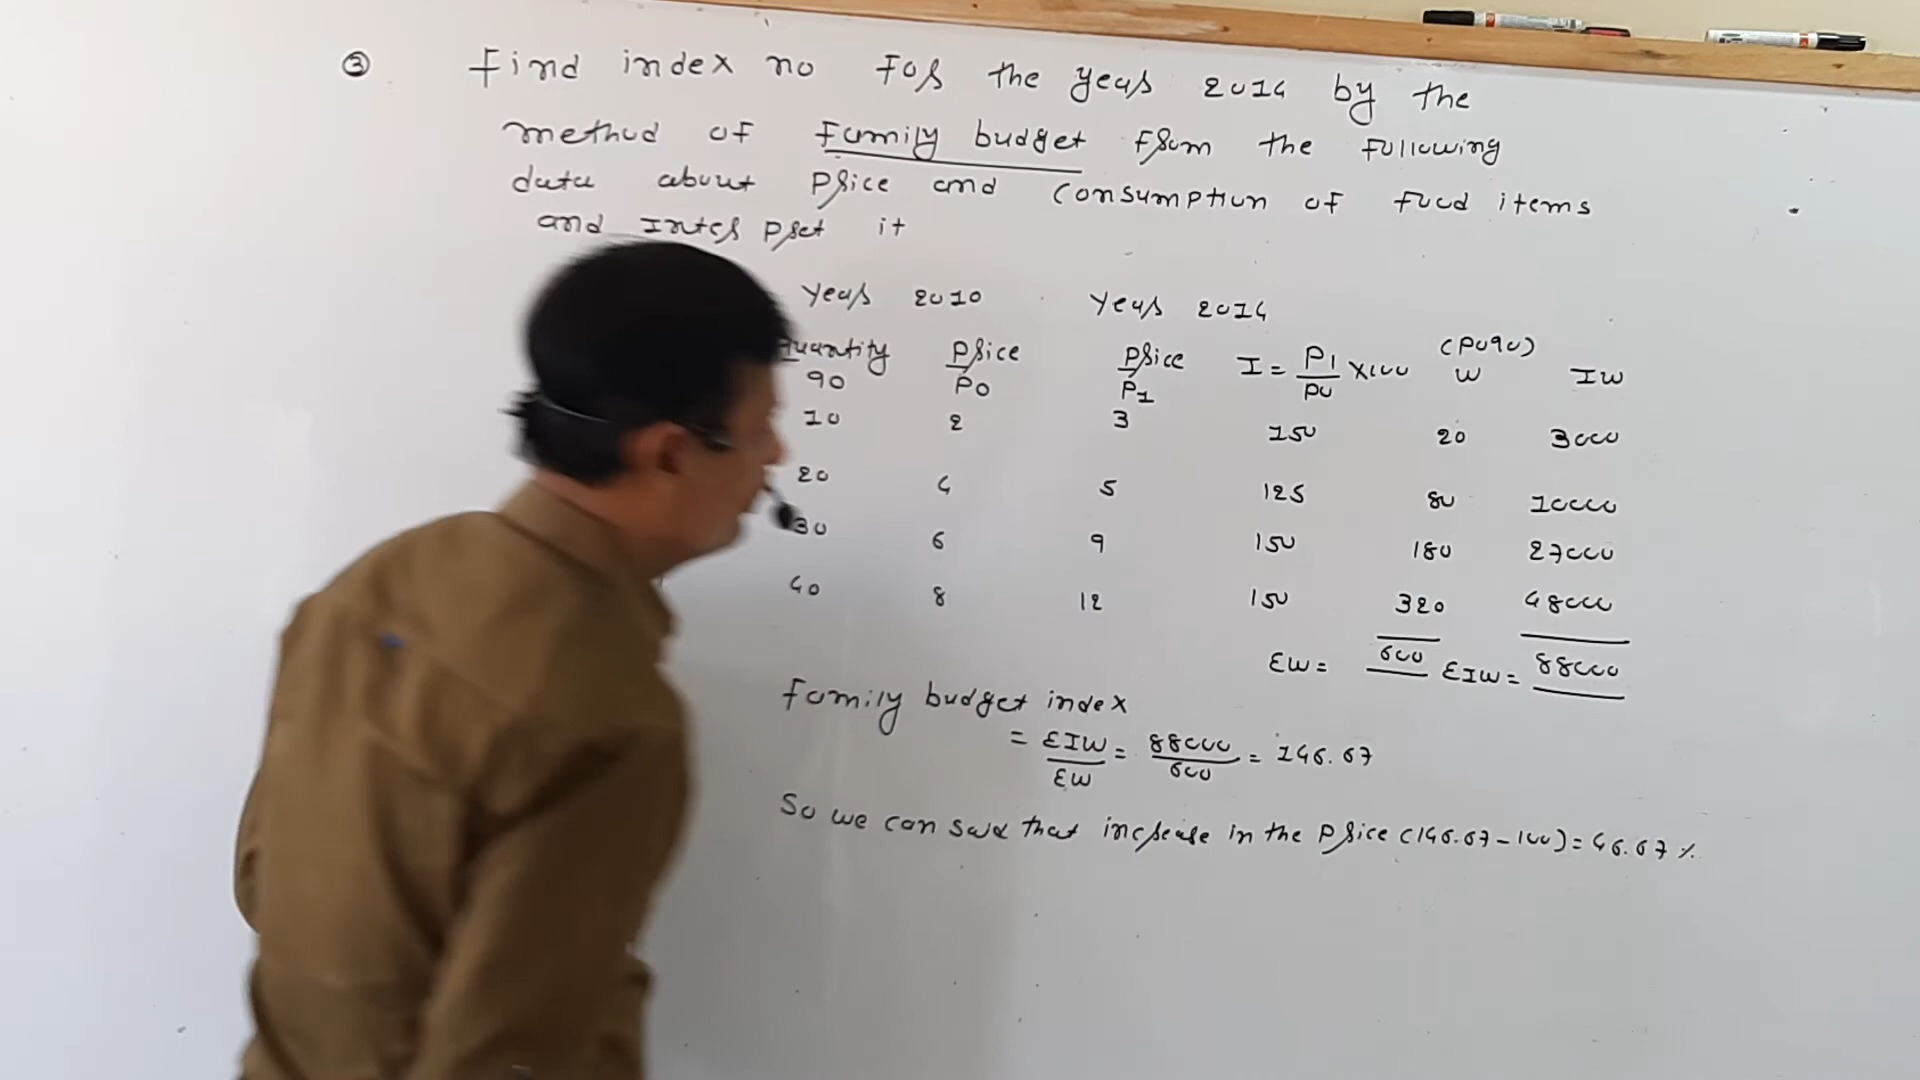 ③ Find index no For the year 2014 by the
method of Family budget From the Following
data about Price and Consumption of Food items
and Interpret it
Year 2010 Year 2014
Quantity Price Price I = P1/P0 X100 (P0q0) W IW
q0 P0 P1
10 2 3 150 20 3000
20 4 5 125 80 10000
30 6 9 150 180 27000
40 8 12 150 320 48000
ΣW = 600 ΣIW = 88000
Family budget index
= ΣIW/ΣW = 88000/600 = 146.67
So we can said that increase in the Price (146.67-100) = 46.67 %